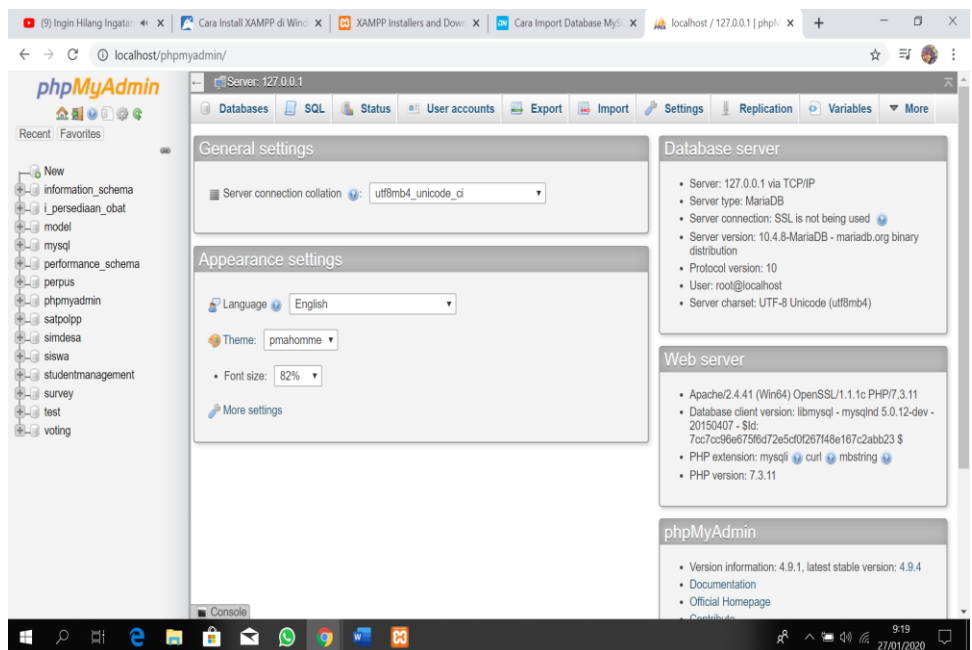 (9) Ingin Hilang Ingatan
Cara Install XAMPP di Wind
XAMPP Installers and Down
Cara Import Database MyS
localhost / 127.0.0.1 | phpM
localhost/phpmyadmin/
phpMyAdmin
Recent Favorites
New
information_schema
i_persediaan_obat
model
mysql
performance_schema
perpus
phpmyadmin
satpolpp
simdesa
siswa
studentmanagement
survey
test
voting
Server: 127.0.0.1
Databases SQL Status User accounts Export Import Settings Replication Variables More
General settings
Server connection collation : utf8mb4_unicode_ci
Appearance settings
Language English
Theme: pmahomme
• Font size: 82%
More settings
Console
Database server
• Server: 127.0.0.1 via TCP/IP
• Server type: MariaDB
• Server connection: SSL is not being used
• Server version: 10.4.8-MariaDB - mariadb.org binary
distribution
• Protocol version: 10
• User: root@localhost
• Server charset: UTF-8 Unicode (utf8mb4)
Web server
• Apache/2.4.41 (Win64) OpenSSL/1.1.1c PHP/7.3.11
• Database client version: libmysql - mysqlnd 5.0.12-dev -
20150407 - $Id:
7cc7cc96e675f6d72e5cf0f267f48e167c2abb23 $
• PHP extension: mysqli curl mbstring
• PHP version: 7.3.11
phpMyAdmin
• Version information: 4.9.1, latest stable version: 4.9.4
• Documentation
• Official Homepage
• Contribute
9:19
27/01/2020